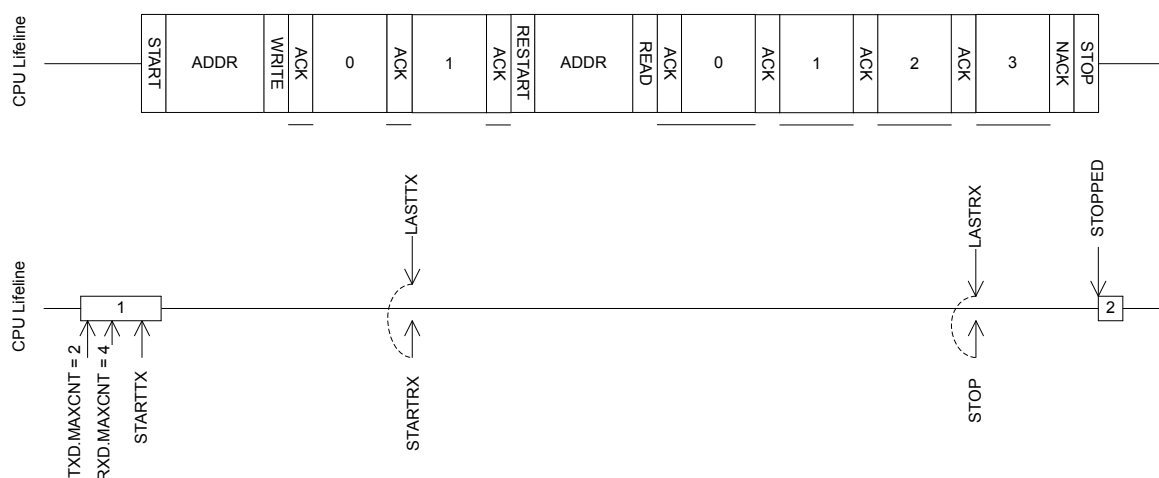 CPU Lifeline
START
ADDR
WRITE
ACK
0
ACK
1
ACK
RESTART
ADDR
READ
ACK
0
ACK
1
ACK
2
ACK
3
NACK
STOP
LASTTX
LASTRX
STOPPED
CPU Lifeline
1
2
TXD.MAXCNT = 2
RXD.MAXCNT = 4
STARTTX
STARTRX
STOP